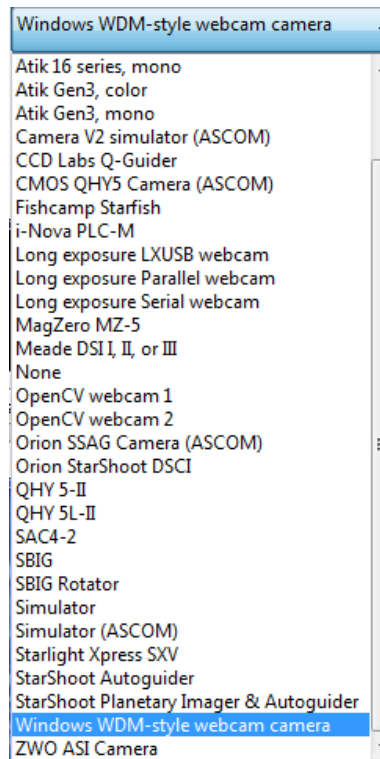 Windows WDM-style webcam camera
Atik 16 series, mono
Atik Gen3, color
Atik Gen3, mono
Camera V2 simulator (ASCOM)
CCD Labs Q-Guider
CMOS QHY5 Camera (ASCOM)
Fishcamp Starfish
i-Nova PLC-M
Long exposure LXUSB webcam
Long exposure Parallel webcam
Long exposure Serial webcam
MagZero MZ-5
Meade DSI I, II, or III
None
OpenCV webcam 1
OpenCV webcam 2
Orion SSAG Camera (ASCOM)
Orion StarShoot DSCI
QHY 5-II
QHY 5L-II
SAC4-2
SBIG
SBIG Rotator
Simulator
Simulator (ASCOM)
Starlight Xpress SXV
StarShoot Autoguider
StarShoot Planetary Imager & Autoguider
Windows WDM-style webcam camera
ZWO ASI Camera